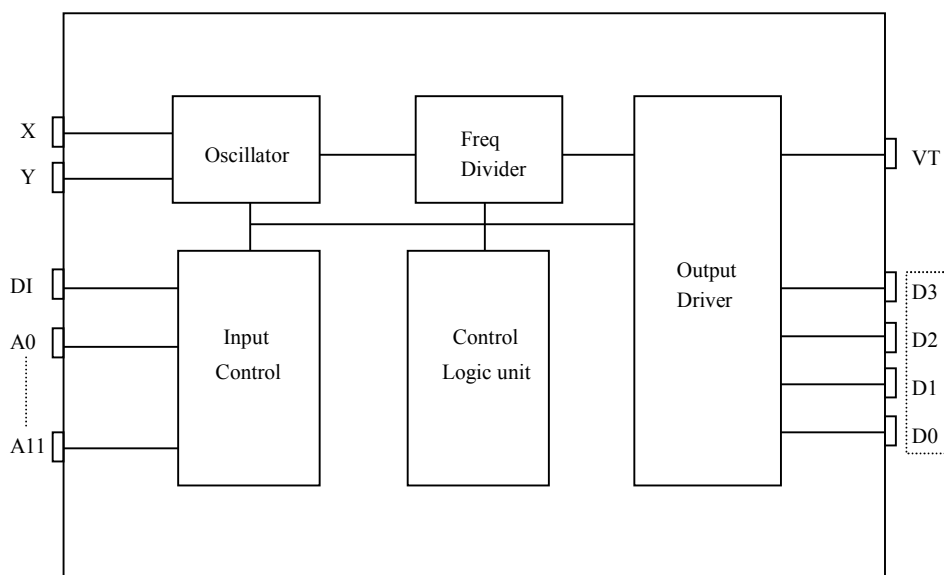 X
Y
DI
A0
A11
Oscillator
Freq
Divider
Input
Control
Control
Logic unit
Output
Driver
VT
D3
D2
D1
D0